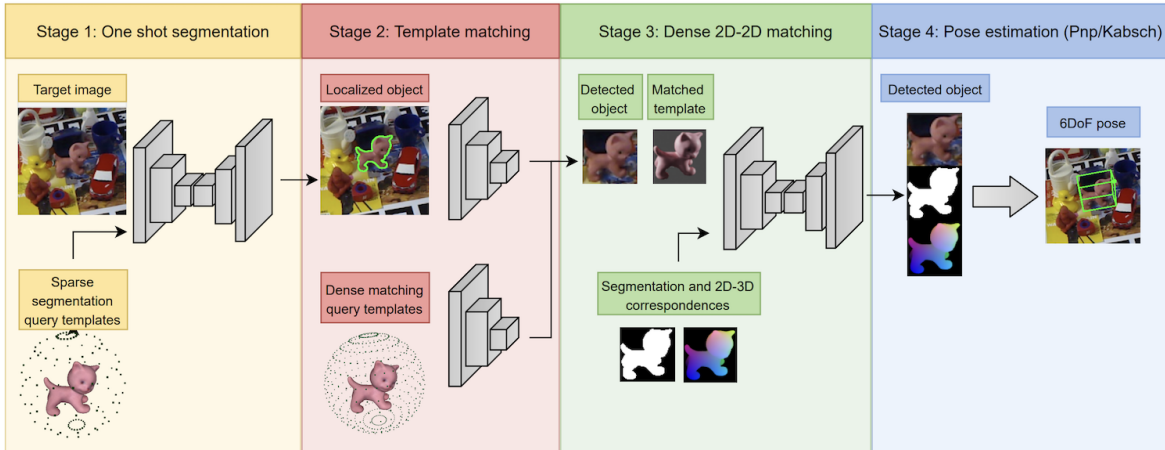 Stage 1: One shot segmentation
Stage 2: Template matching
Stage 3: Dense 2D-2D matching
Stage 4: Pose estimation (Pnp/Kabsch)
Target image
Sparse
segmentation
query templates
Localized object
Dense matching
query templates
Detected
object
Matched
template
Segmentation and 2D-3D
correspondences
Detected object
6DoF pose